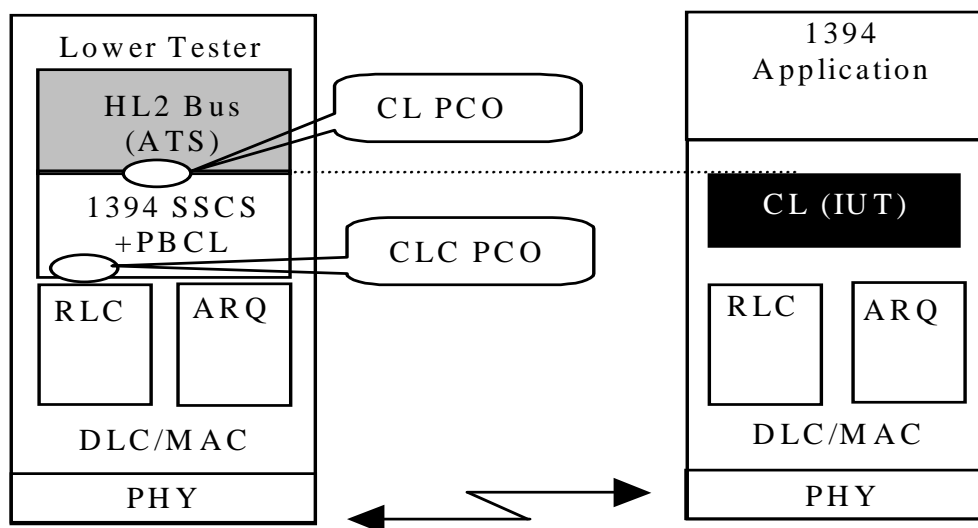 Lower Tester
HL2 Bus
(ATS)
CL PCO
1394 SSCS
+PBCL
CLC PCO
RLC
ARQ
DLC/MAC
PHY
1394
Application
CL (IUT)
RLC
ARQ
DLC/MAC
PHY